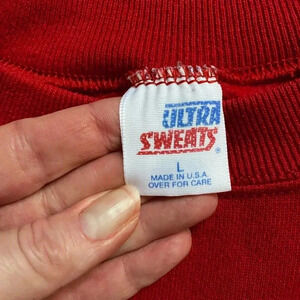 ULTRA
SWEATS®
L
MADE IN U.S.A.
OVER FOR CARE